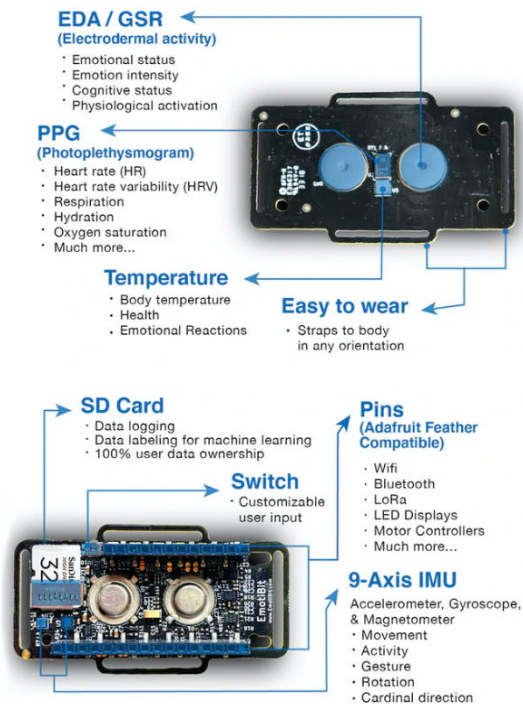 EDA / GSR
(Electrodermal activity)
· Emotional status
· Emotion intensity
· Cognitive status
· Physiological activation
PPG
(Photoplethysmogram)
· Heart rate (HR)
· Heart rate variability (HRV)
· Respiration
· Hydration
· Oxygen saturation
· Much more...
Temperature
· Body temperature
· Health
· Emotional Reactions
Easy to wear
· Straps to body
in any orientation
SD Card
· Data logging
· Data labeling for machine learning
· 100% user data ownership
Switch
· Customizable
user input
Pins
(Adafruit Feather
Compatible)
· Wifi
· Bluetooth
· LoRa
· LED Displays
· Motor Controllers
· Much more...
SanDisk
32
EmotiBit
www.EmotiBit.com
9-Axis IMU
Accelerometer, Gyroscope,
& Magnetometer
· Movement
· Activity
· Gesture
· Rotation
· Cardinal direction